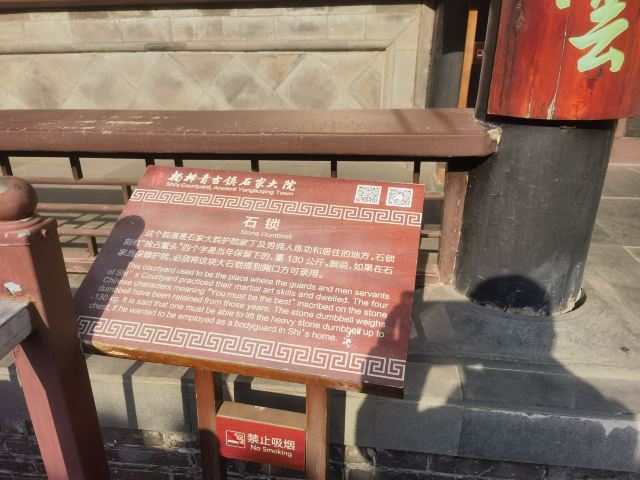 杨柳青古镇石家大院
Shi's Courtyard, Ancient Yangliuqing Town
石锁
Stone Dumbbell
这个院落是石家大院护院家丁及男佣人练功和居住的地方。石锁
刻有“独占鳌头”四个字是当年保留下的，重 130 公斤。据说，如果在石
家当保镖护院，必须将这块大石锁提到胸口方可录用。
This courtyard used to be the place where the guards and men servants
of Shi's Courtyard practiced their martial art skills and dwelled. The four
Chinese characters meaning "You must be the best" inscribed on the stone
dumbbell have been retained from those years. The stone dumbbell weighs
130 kg. It is said that one must be able to lift the heavy stone dumbbell up to
chest, if he wanted to be employed as a bodyguard in Shi's home.
禁止吸烟
No Smoking
云